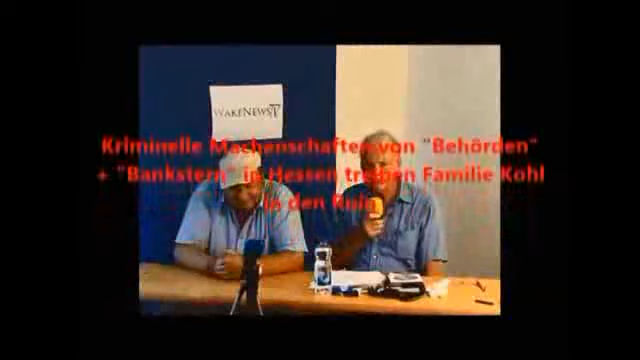 WAKENEWSTV
Kriminelle Machenschaften von "Behörden"
+ "Bankstern" in Hessen treiben Familie Kohl
in den Ruin